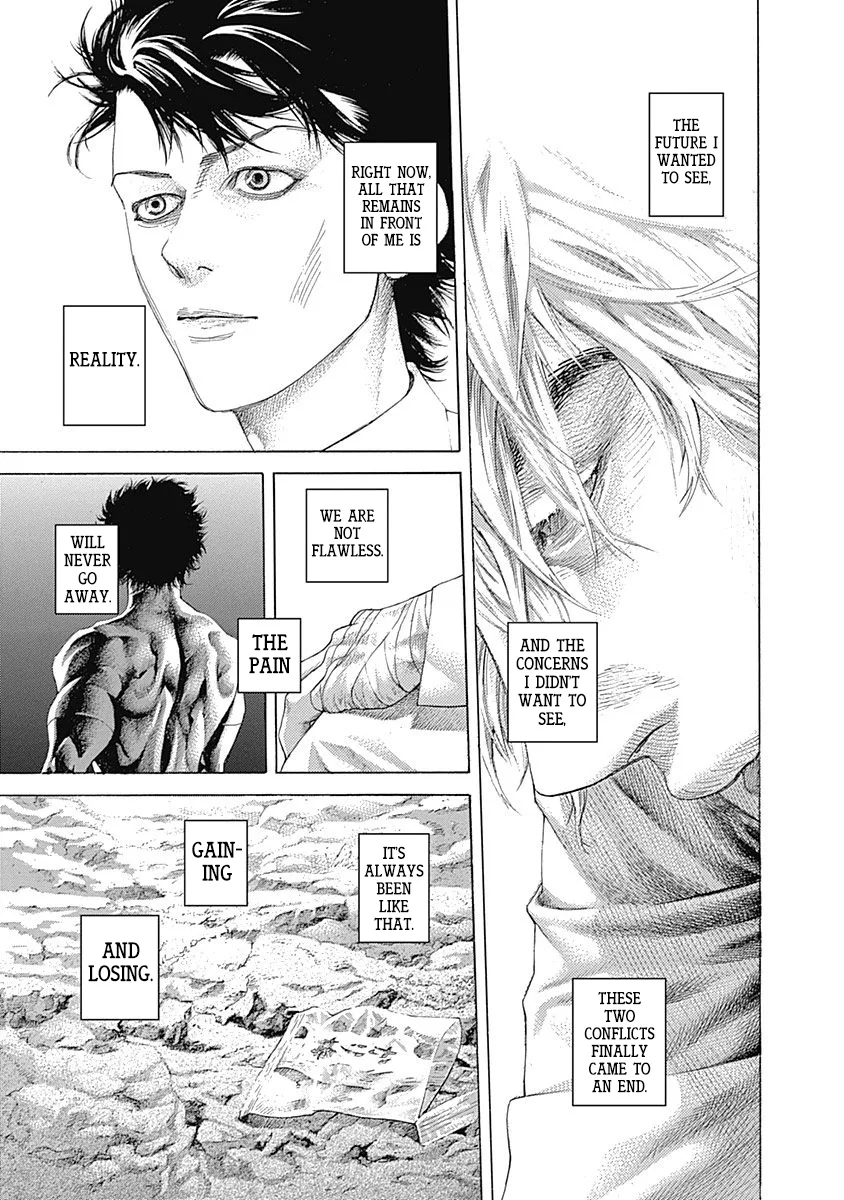 THE
FUTURE I
WANTED
TO SEE,
AND THE
CONCERNS
I DIDN'T
WANT TO
SEE,
THESE
TWO
CONFLICTS
FINALLY
CAME TO
AN END.
RIGHT NOW,
ALL THAT
REMAINS
IN FRONT
OF ME IS
REALITY.
WE ARE
NOT
FLAWLESS.
THE
PAIN
WILL
NEVER
GO
AWAY.
IT'S
ALWAYS
BEEN
LIKE
THAT.
GAIN-
ING
AND
LOSING.